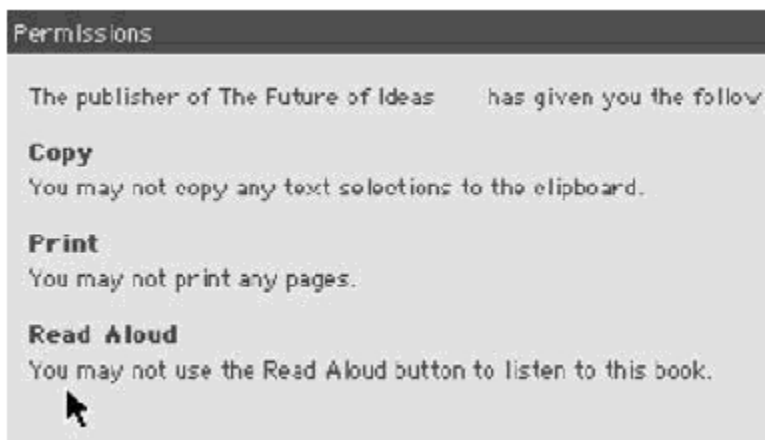 Permissions
The publisher of The Future of Ideas has given you the follow
Copy
You may not copy any text selections to the clipboard.
Print
You may not print any pages.
Read Aloud
You may not use the Read Aloud button to listen to this book.